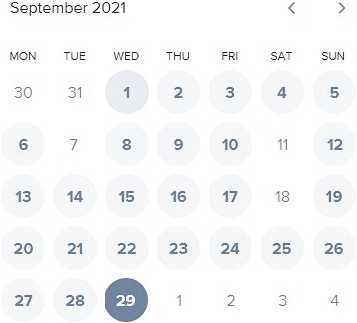 September 2021
MON TUE WED THU FRI SAT SUN
30 31 1 2 3 4 5
6 7 8 9 10 11 12
13 14 15 16 17 18 19
20 21 22 23 24 25 26
27 28 29 1 2 3 4